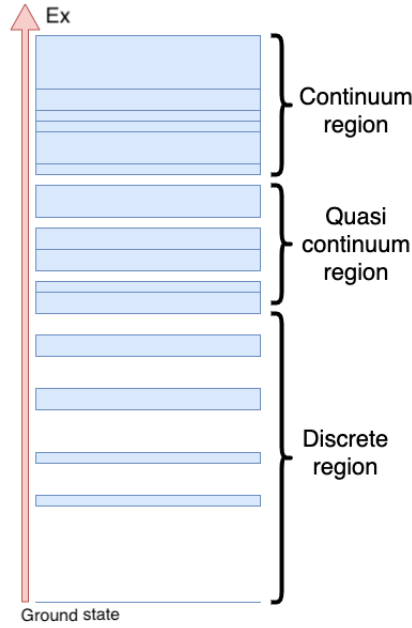 Ex
Continuum
region
Quasi
continuum
region
Discrete
region
Ground state